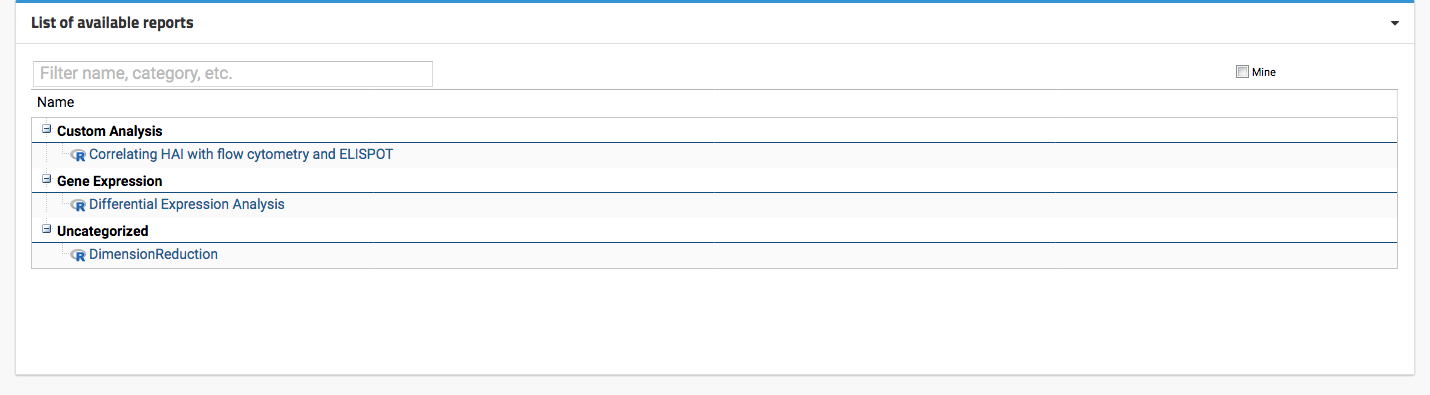 List of available reports
Filter name, category, etc.
Mine
Name
Custom Analysis
R Correlating HAI with flow cytometry and ELISPOT
Gene Expression
R Differential Expression Analysis
Uncategorized
R DimensionReduction